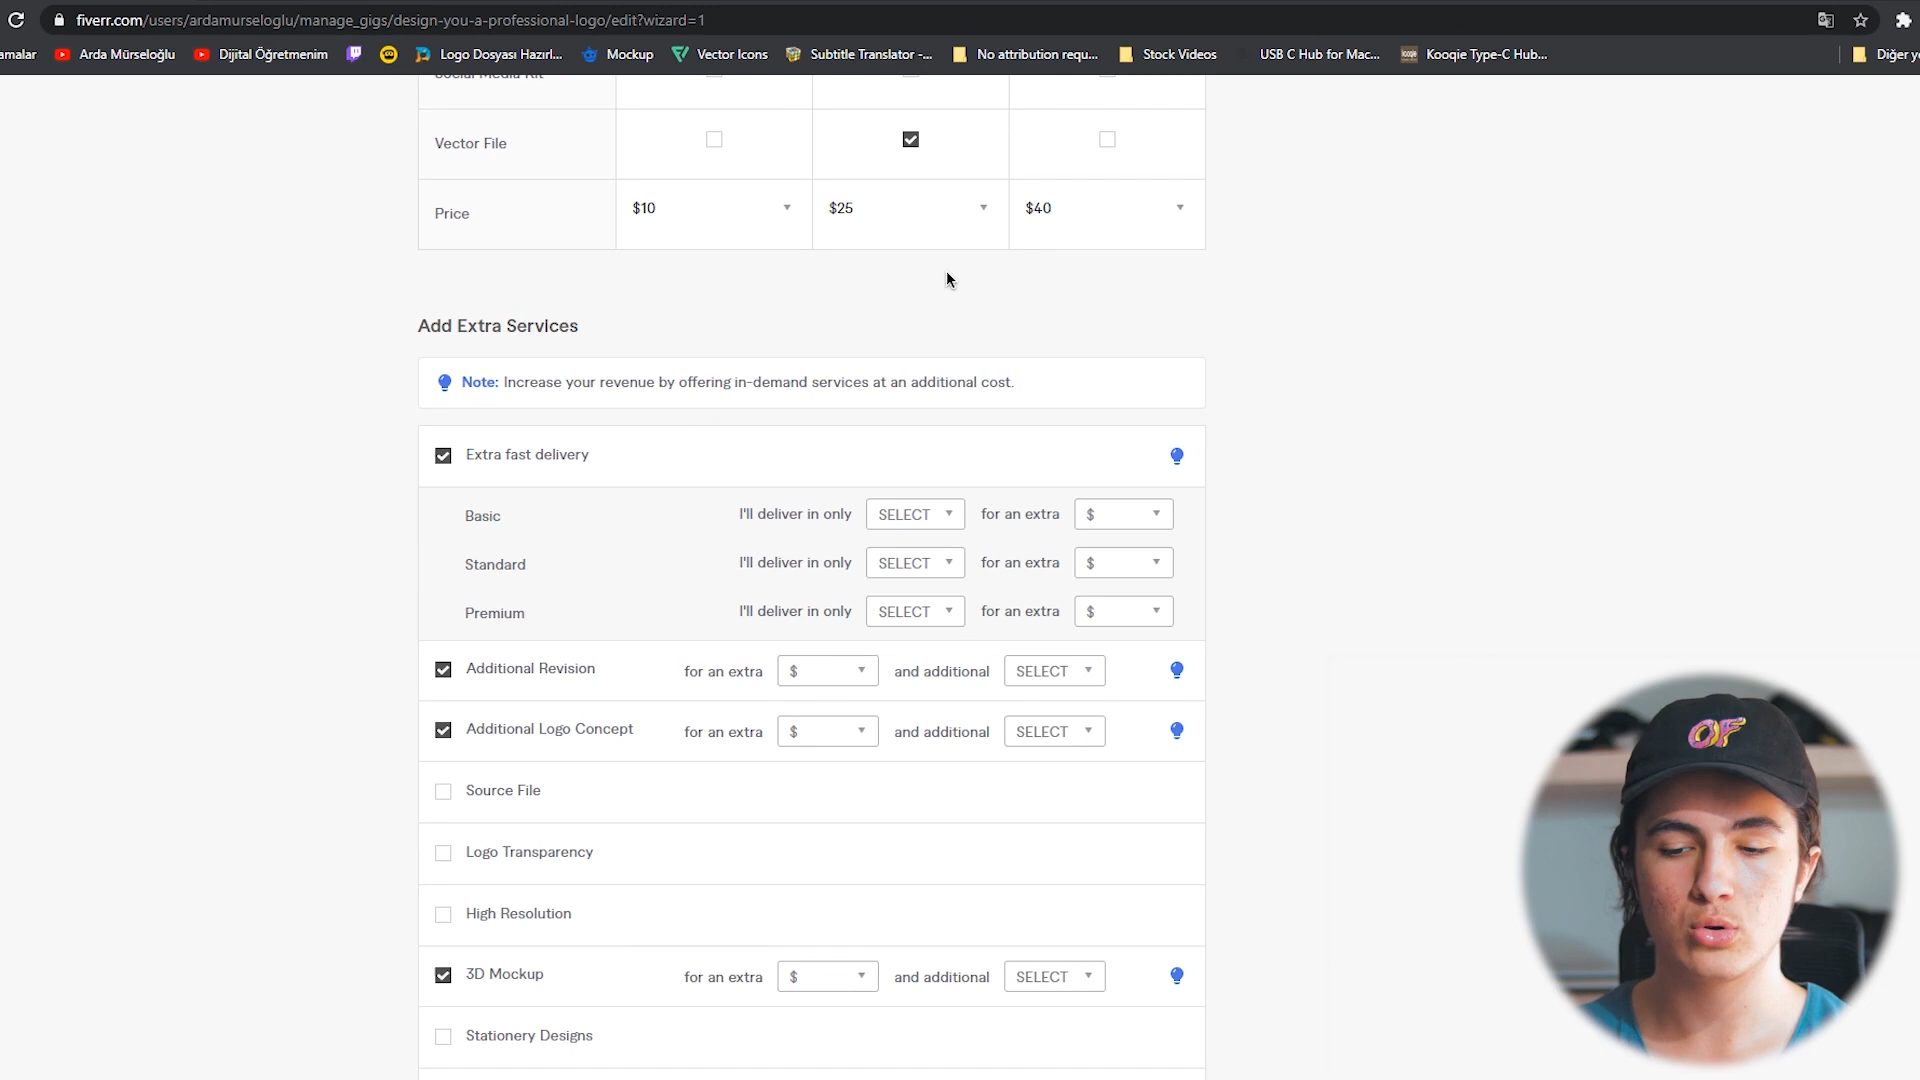 fiverr.com/users/ardamurseloglu/manage_gigs/design-you-a-professional-logo/edit?wizard=1
amalar Arda Mürseloğlu Dijital Öğretmenim Logo Dosyası Hazırl... Mockup Vector Icons Subtitle Translator -... No attribution requ... Stock Videos USB C Hub for Mac... Kooqie Type-C Hub... Diğer ye
Social Media Kit
Vector File
Price $10 $25 $40
Add Extra Services
Note: Increase your revenue by offering in-demand services at an additional cost.
Extra fast delivery
Basic I'll deliver in only SELECT for an extra $
Standard I'll deliver in only SELECT for an extra $
Premium I'll deliver in only SELECT for an extra $
Additional Revision for an extra $ and additional SELECT
Additional Logo Concept for an extra $ and additional SELECT
Source File
Logo Transparency
High Resolution
3D Mockup for an extra $ and additional SELECT
Stationery Designs
OF